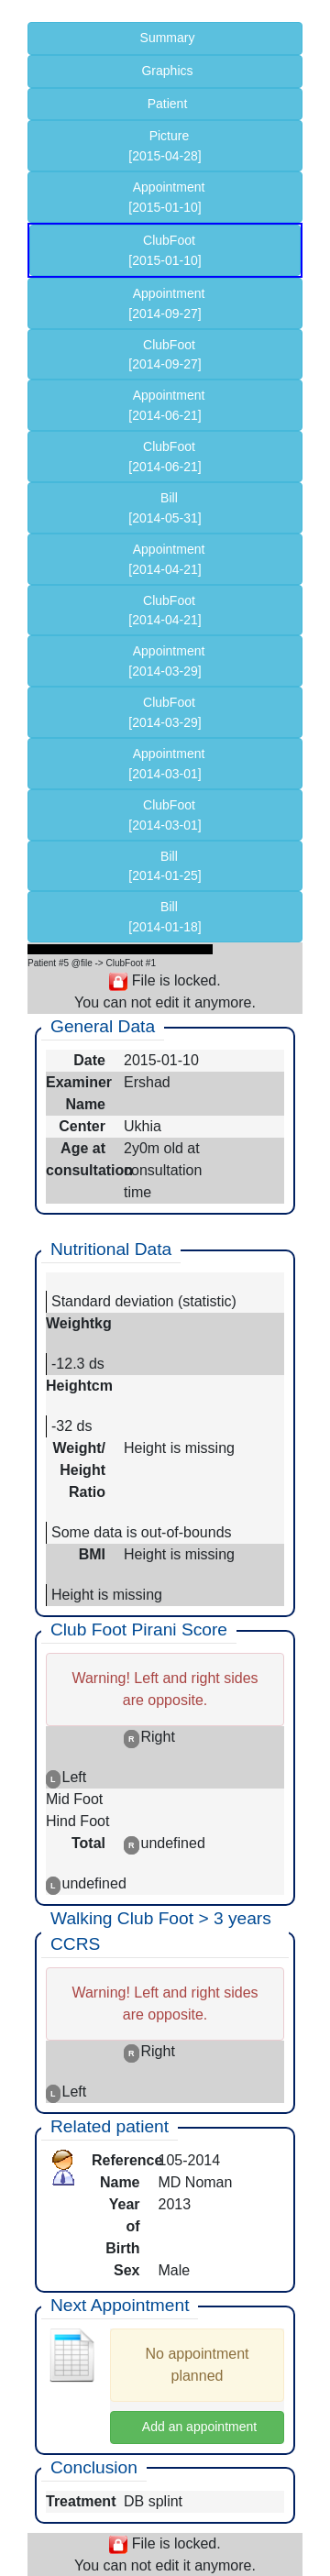 Summary
Graphics
Patient
Picture
[2015-04-28]
Appointment
[2015-01-10]
ClubFoot
[2015-01-10]
Appointment
[2014-09-27]
ClubFoot
[2014-09-27]
Appointment
[2014-06-21]
ClubFoot
[2014-06-21]
Bill
[2014-05-31]
Appointment
[2014-04-21]
ClubFoot
[2014-04-21]
Appointment
[2014-03-29]
ClubFoot
[2014-03-29]
Appointment
[2014-03-01]
ClubFoot
[2014-03-01]
Bill
[2014-01-25]
Bill
[2014-01-18]
Patient #5 @file -> ClubFoot #1
File is locked.
You can not edit it anymore.
General Data
Date 2015-01-10
Examiner Ershad
Name
Center Ukhia
Age at 2y0m old at
consultation consultation
time
Nutritional Data
Standard deviation (statistic)
Weightkg
-12.3 ds
Heightcm
-32 ds
Weight/ Height is missing
Height
Ratio
Some data is out-of-bounds
BMI Height is missing
Height is missing
Club Foot Pirani Score
Warning! Left and right sides
are opposite.
R Right
L Left
Mid Foot
Hind Foot
Total R undefined
L undefined
Walking Club Foot > 3 years
CCRS
Warning! Left and right sides
are opposite.
R Right
L Left
Related patient
Reference 105-2014
Name MD Noman
Year 2013
of
Birth
Sex Male
Next Appointment
No appointment
planned
Add an appointment
Conclusion
Treatment DB splint
File is locked.
You can not edit it anymore.